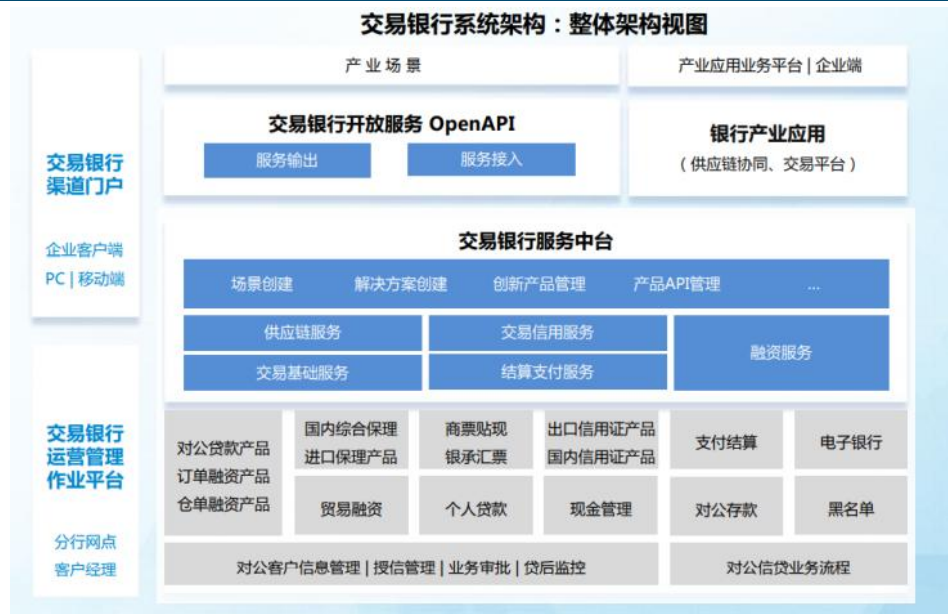 交易银行系统架构：整体架构视图
产业场景
产业应用业务平台 | 企业端
交易银行
渠道门户
企业客户端
PC | 移动端
交易银行开放服务 OpenAPI
服务输出
服务接入
银行产业应用
（供应链协同、交易平台）
交易银行服务中台
场景创建
解决方案创建
创新产品管理
产品API管理
...
供应链服务
交易信用服务
融资服务
交易基础服务
结算支付服务
交易银行
运营管理
作业平台
分行网点
客户经理
对公贷款产品
订单融资产品
仓单融资产品
国内综合保理
进口保理产品
商票贴现
银承汇票
出口信用证产品
国内信用证产品
支付结算
电子银行
贸易融资
个人贷款
现金管理
对公存款
黑名单
对公客户信息管理 | 授信管理 | 业务审批 | 贷后监控
对公信贷业务流程